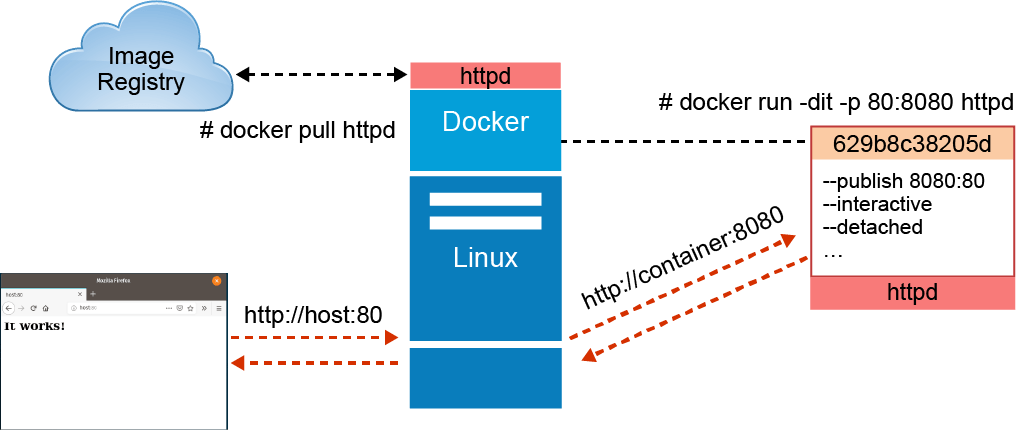 Image
Registry
httpd
# docker pull httpd
Docker
# docker run -dit -p 80:8080 httpd
629b8c38205d
--publish 8080:80
--interactive
--detached
...
httpd
Linux
http://container:8080
http://host:80
Mozilla Firefox
host:80
host:80
It works!